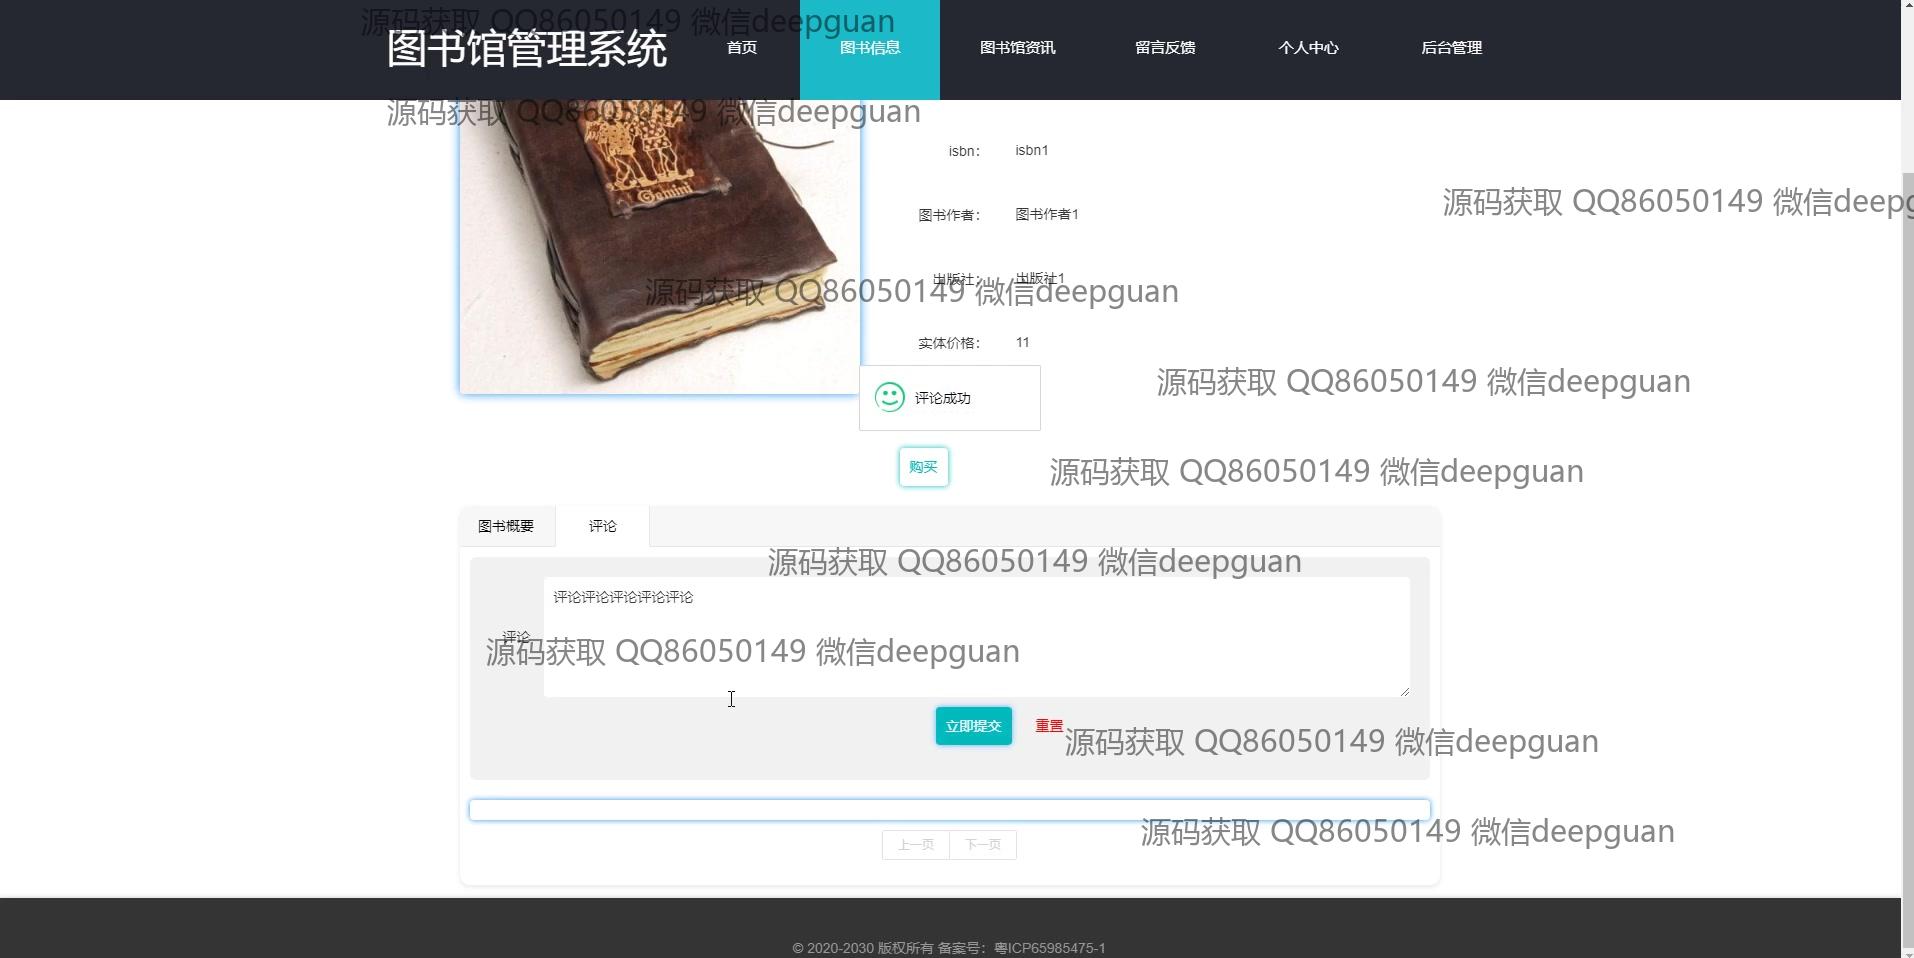 源码获取 QQ86050149 微信deepguan
图书馆管理系统
首页
图书信息
图书馆资讯
留言反馈
个人中心
后台管理
源码获取 QQ86050149 微信deepguan
Gemini
isbn：
isbn1
源码获取 QQ86050149 微信deepg
图书作者：
图书作者1
出版社：
出版社1
源码获取 QQ86050149 微信deepguan
实体价格：
11
源码获取 QQ86050149 微信deepguan
评论成功
购买
源码获取 QQ86050149 微信deepguan
图书概要
评论
源码获取 QQ86050149 微信deepguan
评论评论评论评论评论
评论
源码获取 QQ86050149 微信deepguan
立即提交
重置
源码获取 QQ86050149 微信deepguan
源码获取 QQ86050149 微信deepguan
上一页
下一页
© 2020-2030 版权所有 备案号：粤ICP65985475-1